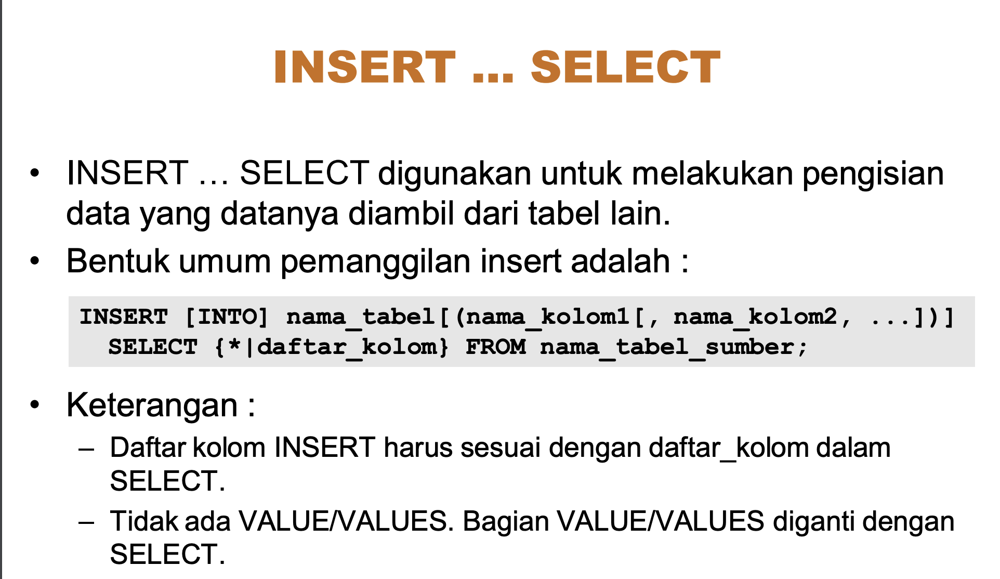 INSERT ... SELECT
• INSERT … SELECT digunakan untuk melakukan pengisian
data yang datanya diambil dari tabel lain.
• Bentuk umum pemanggilan insert adalah :
INSERT [INTO] nama_tabel[(nama_kolom1[, nama_kolom2, ...])]
SELECT {*|daftar_kolom} FROM nama_tabel_sumber;
• Keterangan :
– Daftar kolom INSERT harus sesuai dengan daftar_kolom dalam
SELECT.
– Tidak ada VALUE/VALUES. Bagian VALUE/VALUES diganti dengan
SELECT.